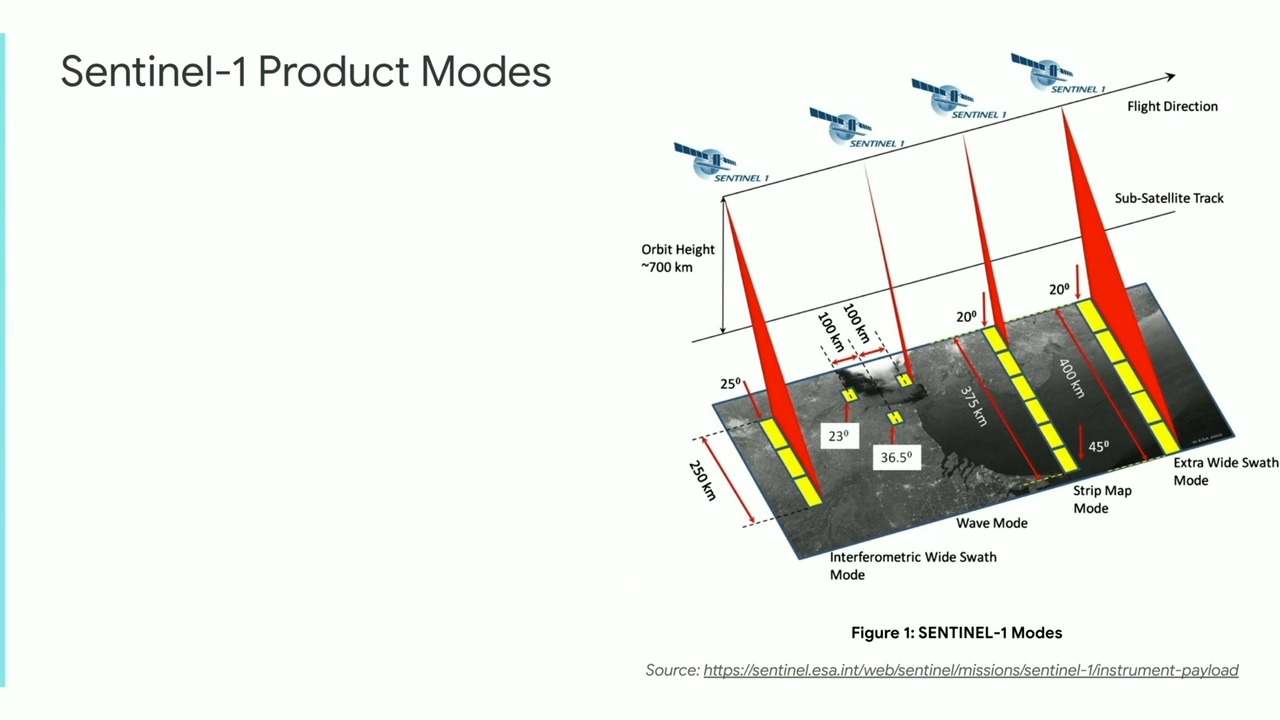 Sentinel-1 Product Modes
SENTINEL 1
SENTINEL 1
SENTINEL 1
SENTINEL 1
Flight Direction
Sub-Satellite Track
Orbit Height
~700 km
100 km
100 km
20⁰
20⁰
25⁰
23⁰
36.5⁰
375 km
400 km
45⁰
250 km
© ESA 2002
Extra Wide Swath
Mode
Strip Map
Mode
Wave Mode
Interferometric Wide Swath
Mode
Figure 1: SENTINEL-1 Modes
Source: https://sentinel.esa.int/web/sentinel/missions/sentinel-1/instrument-payload